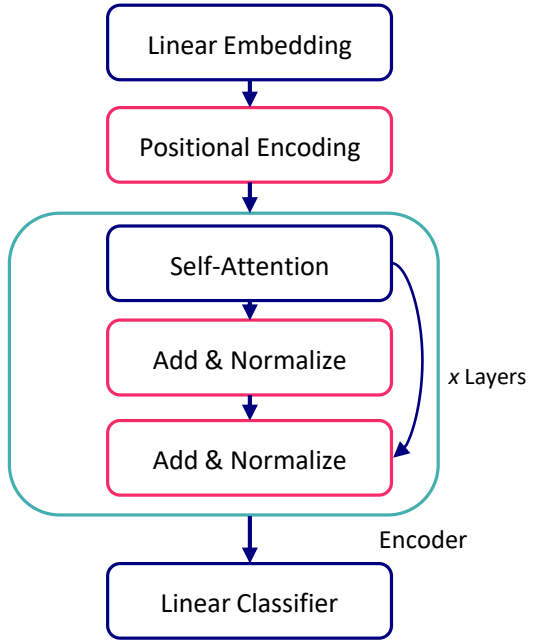 Linear Embedding
Positional Encoding
Self-Attention
Add & Normalize
x Layers
Add & Normalize
Encoder
Linear Classifier